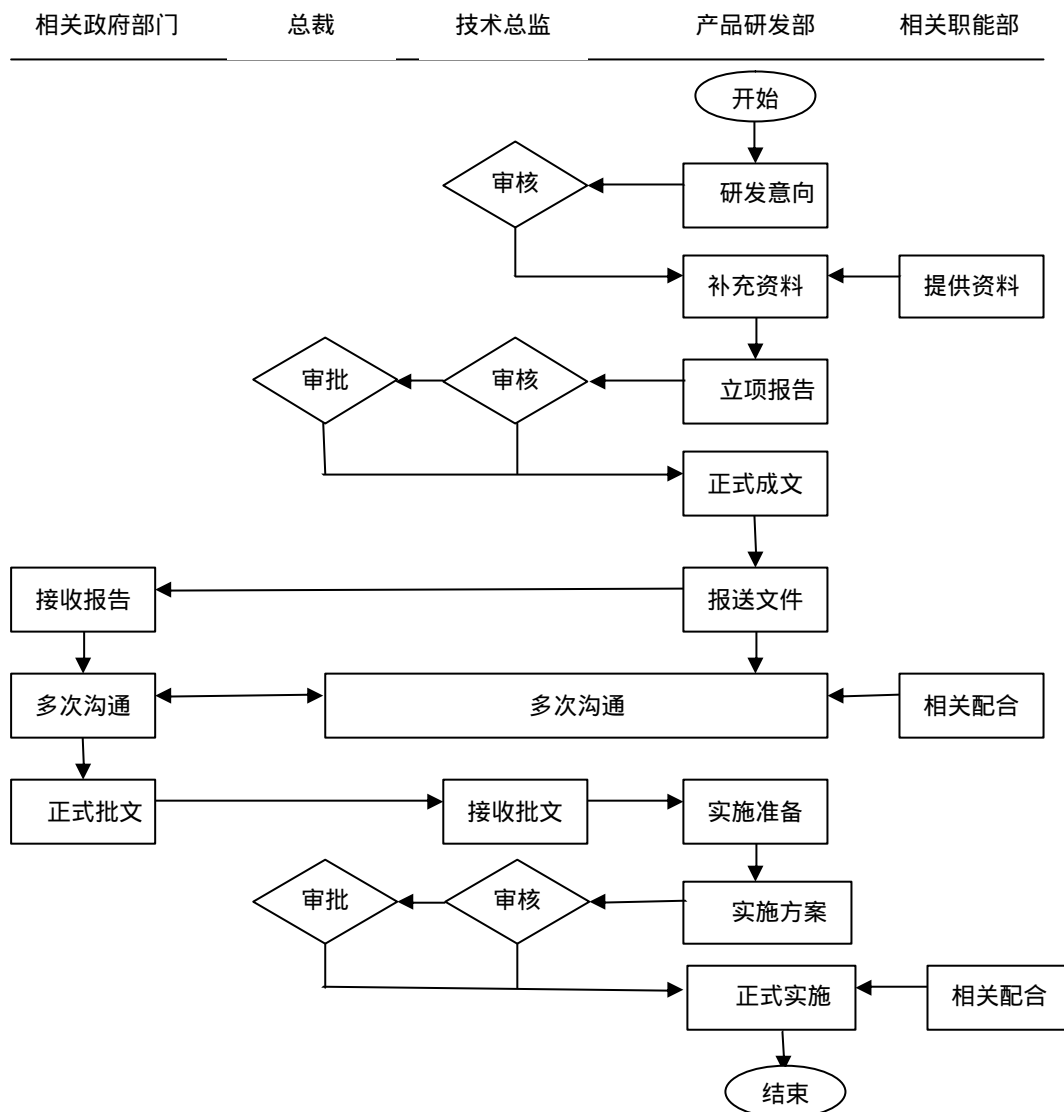 相关政府部门 总裁 技术总监 产品研发部 相关职能部
开始
审核 研发意向
补充资料 提供资料
审批 审核 立项报告
正式成文
接收报告 报送文件
多次沟通 多次沟通 相关配合
正式批文 接收批文 实施准备
审批 审核 实施方案
正式实施 相关配合
结束